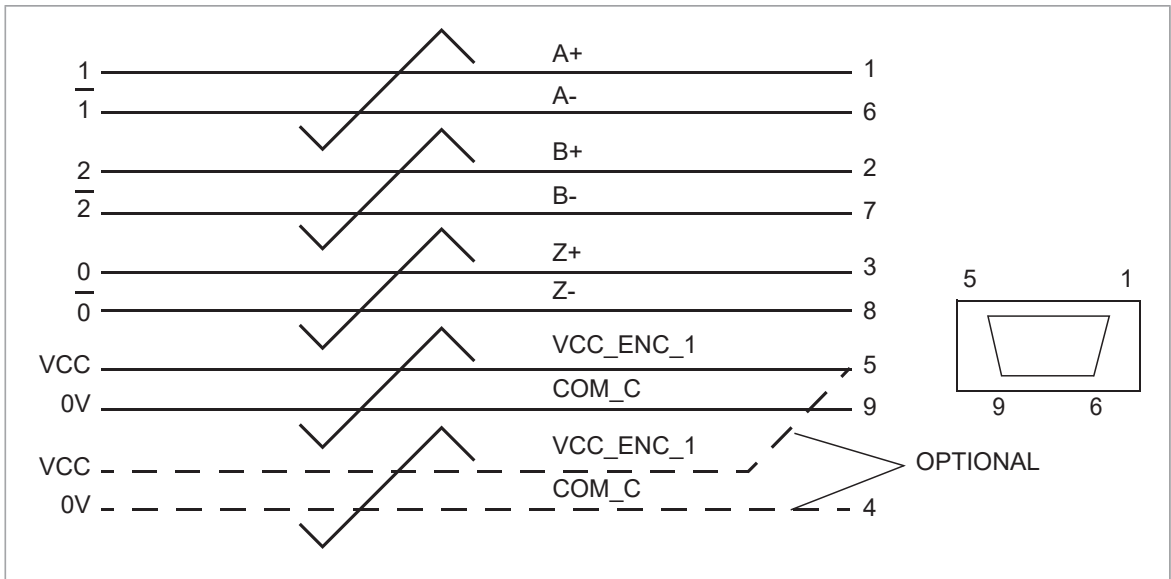 1 A+ 1
1̅ A- 6
2 B+ 2
2̅ B- 7
0 Z+ 3
0̅ Z- 8
VCC VCC_ENC_1 5
0V COM_C 9
VCC VCC_ENC_1
0V COM_C 4
OPTIONAL
5 1
9 6